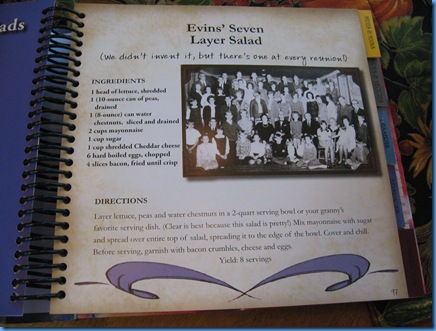 ads
Evins' Seven
Layer Salad
(We didn't invent it, but there's one at every reunion!)
INGREDIENTS
1 head of lettuce, shredded
1 (10-ounce can of peas,
drained
1 (8-ounce) can water
chestnuts, sliced and drained
2 cups mayonnaise
1 cup sugar
1 cup shredded Cheddar cheese
6 hard boiled eggs, chopped
4 slices bacon, fried until crisp
DIRECTIONS
Layer lettuce, peas and water chestnuts in a 2-quart serving bowl or your granny's
favorite serving dish. (Clear is best because this salad is pretty!) Mix mayonnaise with sugar
and spread over entire top of salad, spreading it to the edge of the bowl. Cover and chill.
Before serving, garnish with bacon crumbles, cheese and eggs.
Yield: 8 servings